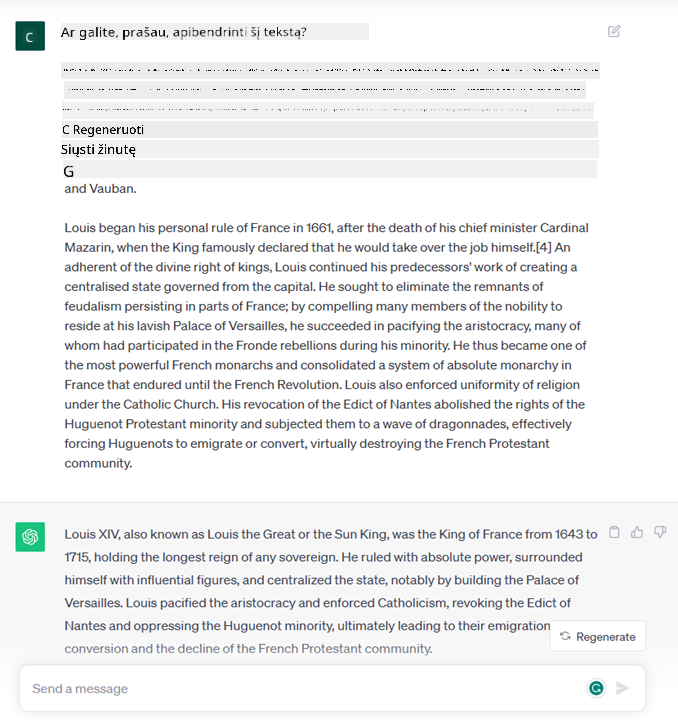 C
Ar galite, prašau, apibendrinti šį tekstą?
C Regeneruoti
Siųsti žinutę
G
and Vauban.
Louis began his personal rule of France in 1661, after the death of his chief minister Cardinal
Mazarin, when the King famously declared that he would take over the job himself.[4] An
adherent of the divine right of kings, Louis continued his predecessors' work of creating a
centralised state governed from the capital. He sought to eliminate the remnants of
feudalism persisting in parts of France; by compelling many members of the nobility to
reside at his lavish Palace of Versailles, he succeeded in pacifying the aristocracy, many of
whom had participated in the Fronde rebellions during his minority. He thus became one of
the most powerful French monarchs and consolidated a system of absolute monarchy in
France that endured until the French Revolution. Louis also enforced uniformity of religion
under the Catholic Church. His revocation of the Edict of Nantes abolished the rights of the
Huguenot Protestant minority and subjected them to a wave of dragonnades, effectively
forcing Huguenots to emigrate or convert, virtually destroying the French Protestant
community.
Louis XIV, also known as Louis the Great or the Sun King, was the King of France from 1643 to
1715, holding the longest reign of any sovereign. He ruled with absolute power, surrounded
himself with influential figures, and centralized the state, notably by building the Palace of
Versailles. Louis pacified the aristocracy and enforced Catholicism, revoking the Edict of
Nantes and oppressing the Huguenot minority, ultimately leading to their emigration
Regenerate
conversion and the decline of the French Protestant community.
Send a message